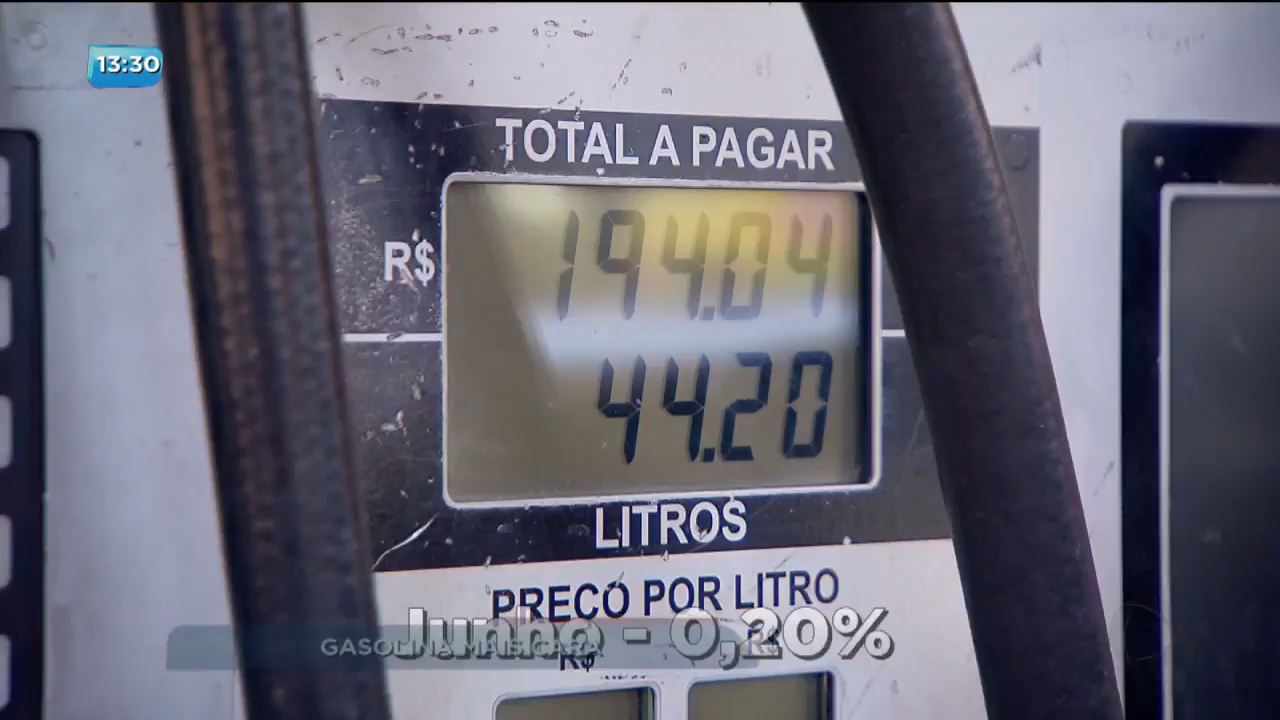 13:30
TOTAL A PAGAR
R$
194.04
44.20
LITROS
PREÇO POR LITRO
Junho - 0,20%
GASOLINA MAIS CARA
R$ R$